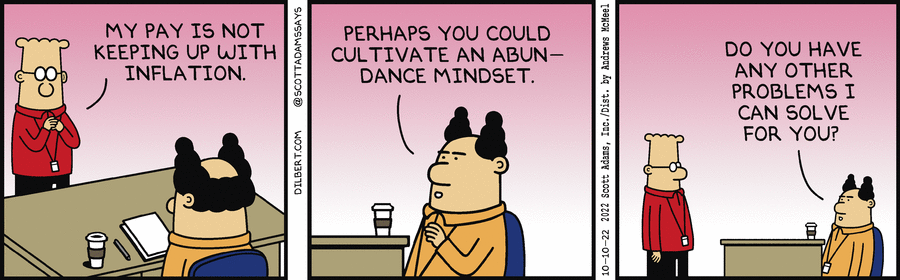 MY PAY IS NOT
KEEPING UP WITH
INFLATION.
DILBERT.COM @SCOTTADAMSSAYS
PERHAPS YOU COULD
CULTIVATE AN ABUN-
DANCE MINDSET.
10-10-22 2022 Scott Adams, Inc./Dist. by Andrews McMeel
DO YOU HAVE
ANY OTHER
PROBLEMS I
CAN SOLVE
FOR YOU?